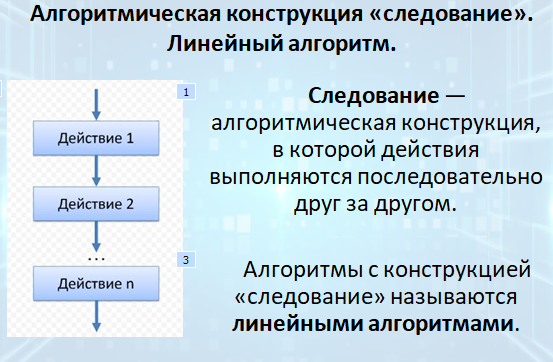 Алгоритмическая конструкция «следование».
Линейный алгоритм.
1
Действие 1
Действие 2
...
3
Действие n
Следование —
алгоритмическая конструкция,
в которой действия
выполняются последовательно
друг за другом.
Алгоритмы с конструкцией
«следование» называются
линейными алгоритмами.